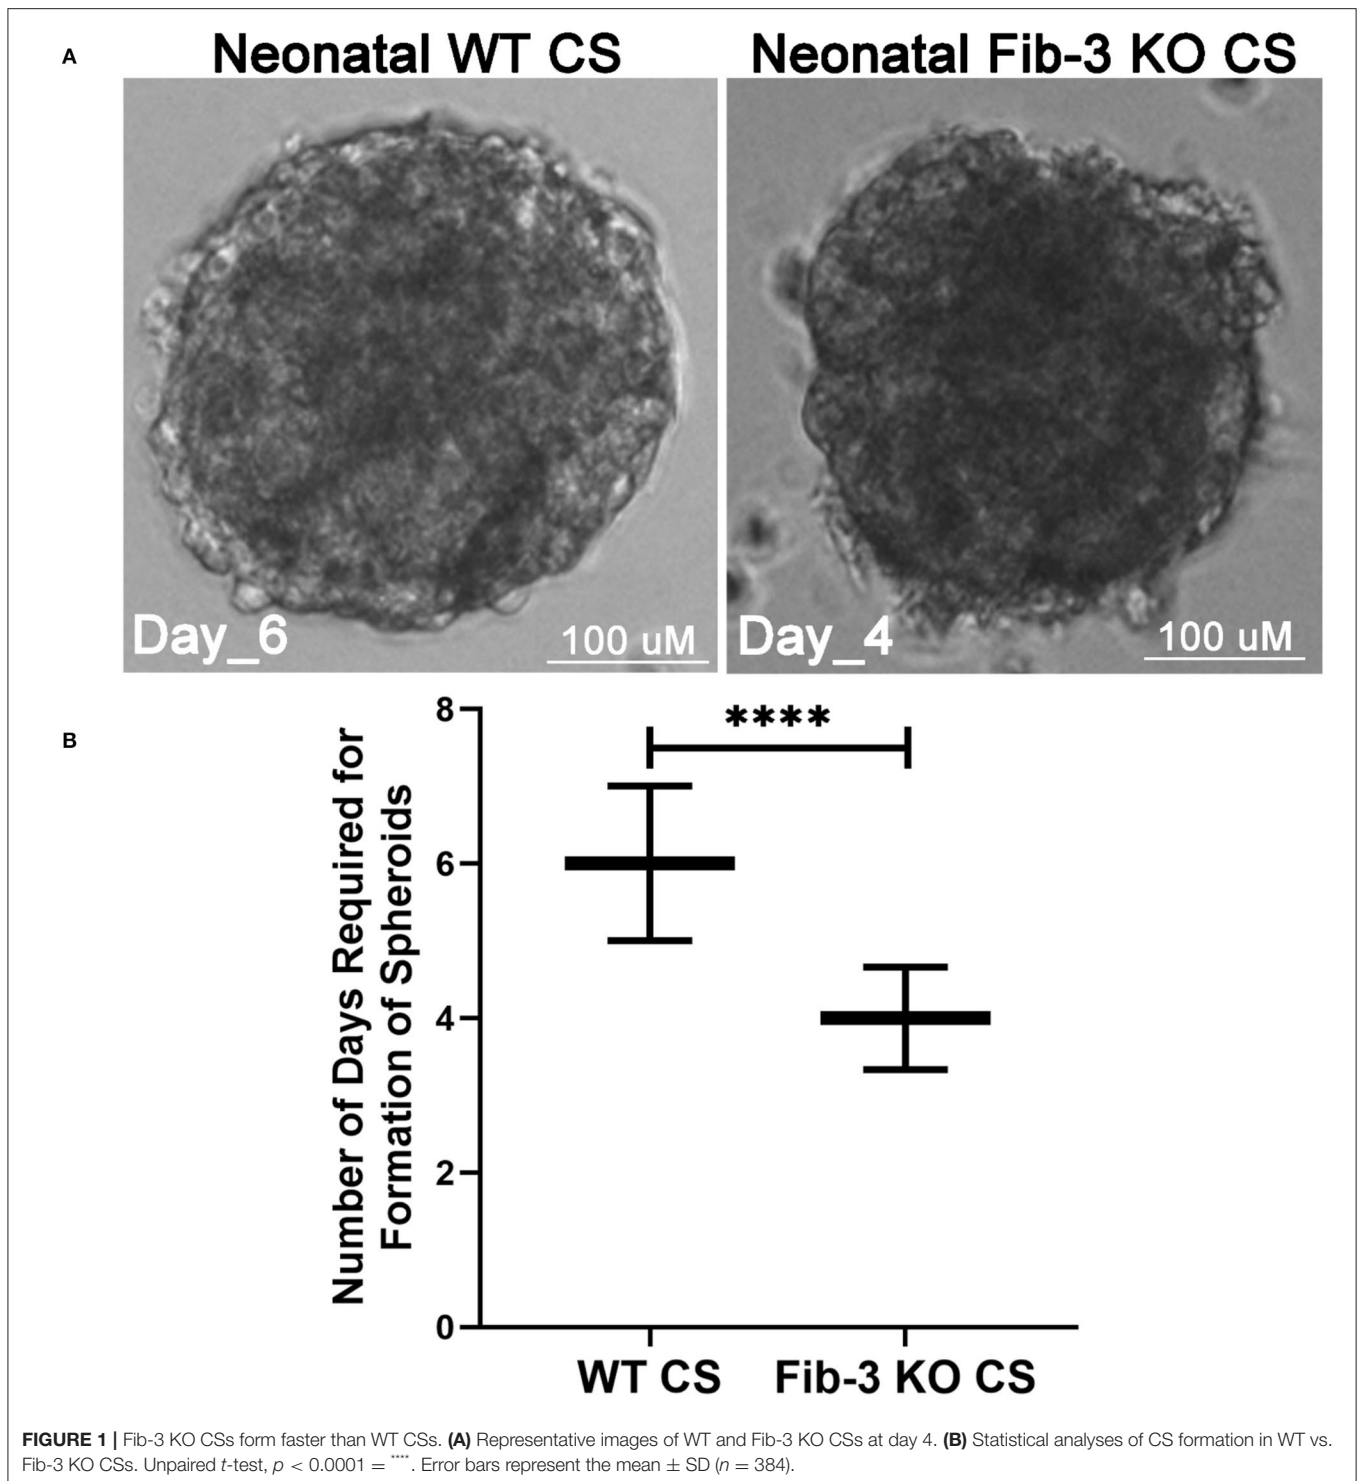 A
Neonatal WT CS
Neonatal Fib-3 KO CS
Day_6
100 uM
Day_4
100 uM
B
Number of Days Required for
Formation of Spheroids
8
6
4
2
0
****
WT CS
Fib-3 KO CS
FIGURE 1 | Fib-3 KO CSs form faster than WT CSs. (A) Representative images of WT and Fib-3 KO CSs at day 4. (B) Statistical analyses of CS formation in WT vs.
Fib-3 KO CSs. Unpaired t-test, p < 0.0001 = ****. Error bars represent the mean ± SD (n = 384).